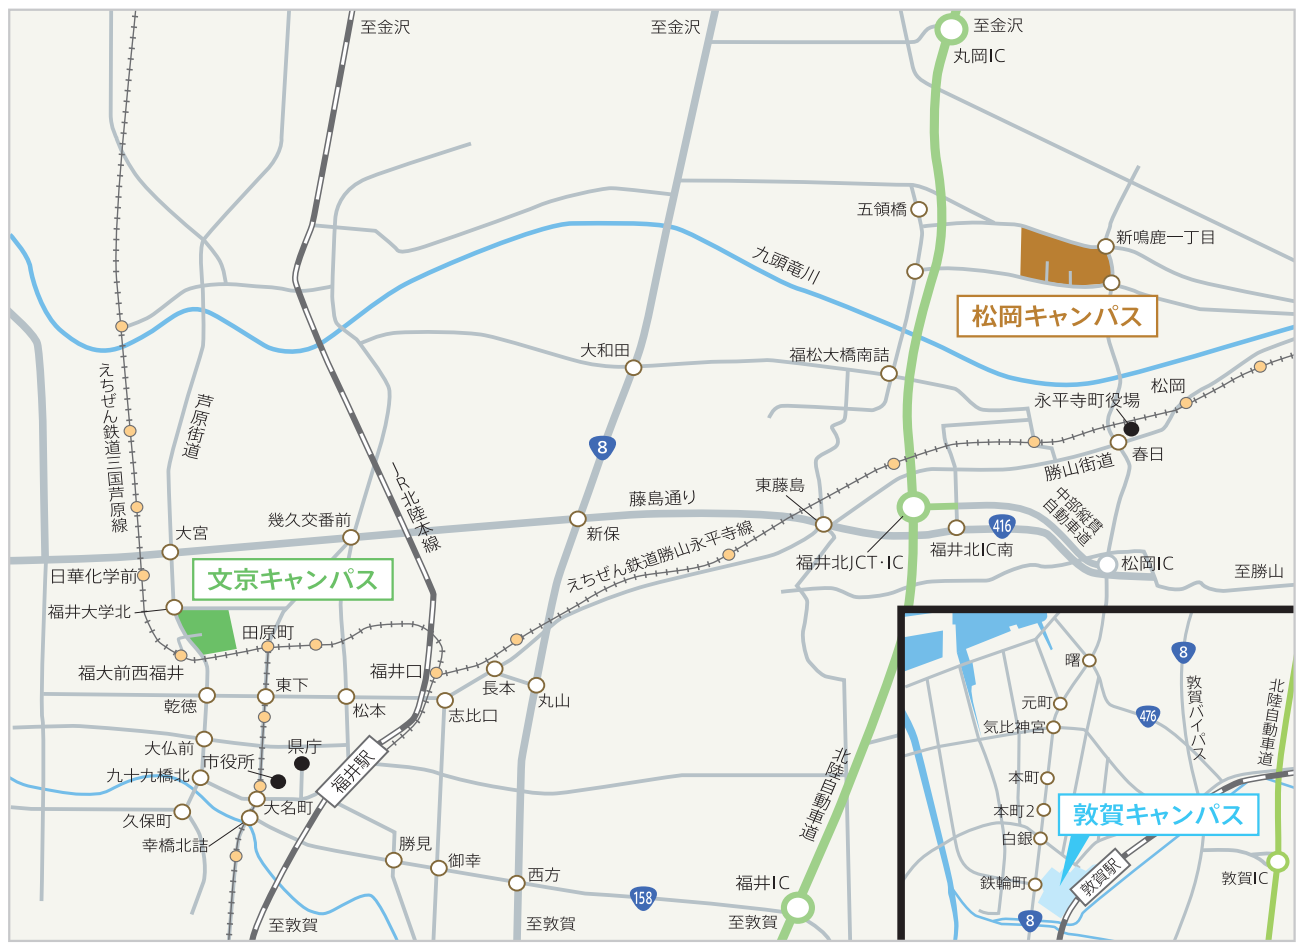 至金沢
至金沢
至金沢
丸岡IC
五領橋
新鳴鹿一丁目
九頭竜川
松岡キャンパス
大和田
福松大橋南詰
松岡
永平寺町役場
えちぜん鉄道三国芦原線
芦原街道
8
春日
勝山街道
JR北陸本線
東藤島
藤島通り
中部縦貫
自動車道
幾久交番前
大宮
新保
416
福井北IC南
えちぜん鉄道勝山永平寺線
福井北JCT･IC
松岡IC
至勝山
日華化学前
文京キャンパス
福井大学北
田原町
福大前西福井
福井口
曙
8
長本
丸山
乾徳
東下
松本
志比口
元町
476
敦賀バイパス
北陸自動車道
気比神宮
大仏前
県庁
市役所
福井駅
北陸自動車道
九十九橋北
本町
大名町
久保町
本町2
敦賀キャンパス
幸橋北詰
勝見
白銀
御幸
西方
福井IC
鉄輪町
敦賀駅
敦賀IC
158
至敦賀
至敦賀
至敦賀
8